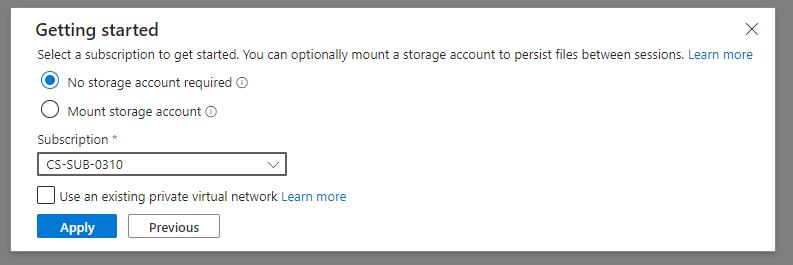 Getting started
Select a subscription to get started. You can optionally mount a storage account to persist files between sessions. Learn more
No storage account required
Mount storage account
Subscription *
CS-SUB-0310
Use an existing private virtual network Learn more
Apply Previous